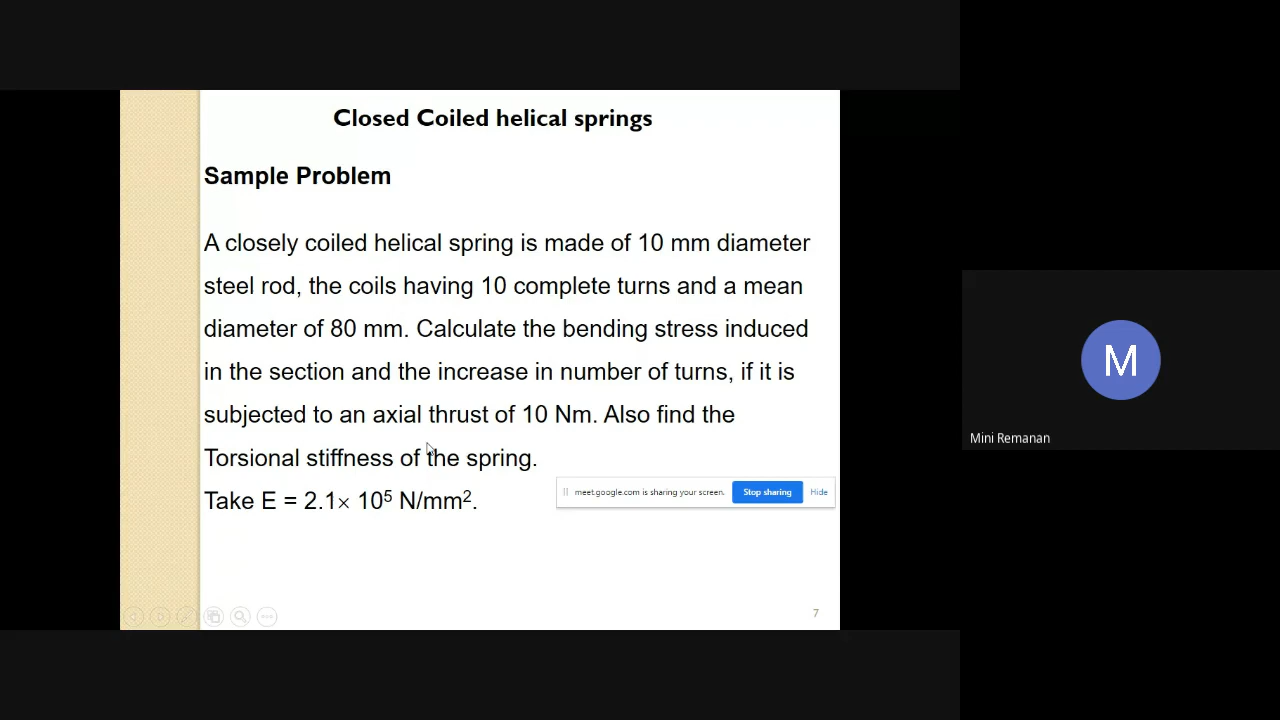 Closed Coiled helical springs
Sample Problem
A closely coiled helical spring is made of 10 mm diameter
steel rod, the coils having 10 complete turns and a mean
diameter of 80 mm. Calculate the bending stress induced
in the section and the increase in number of turns, if it is
subjected to an axial thrust of 10 Nm. Also find the
Torsional stiffness of the spring.
Take E = 2.1× 10⁵ N/mm².
meet.google.com is sharing your screen. Stop sharing Hide
7
M
Mini Remanan